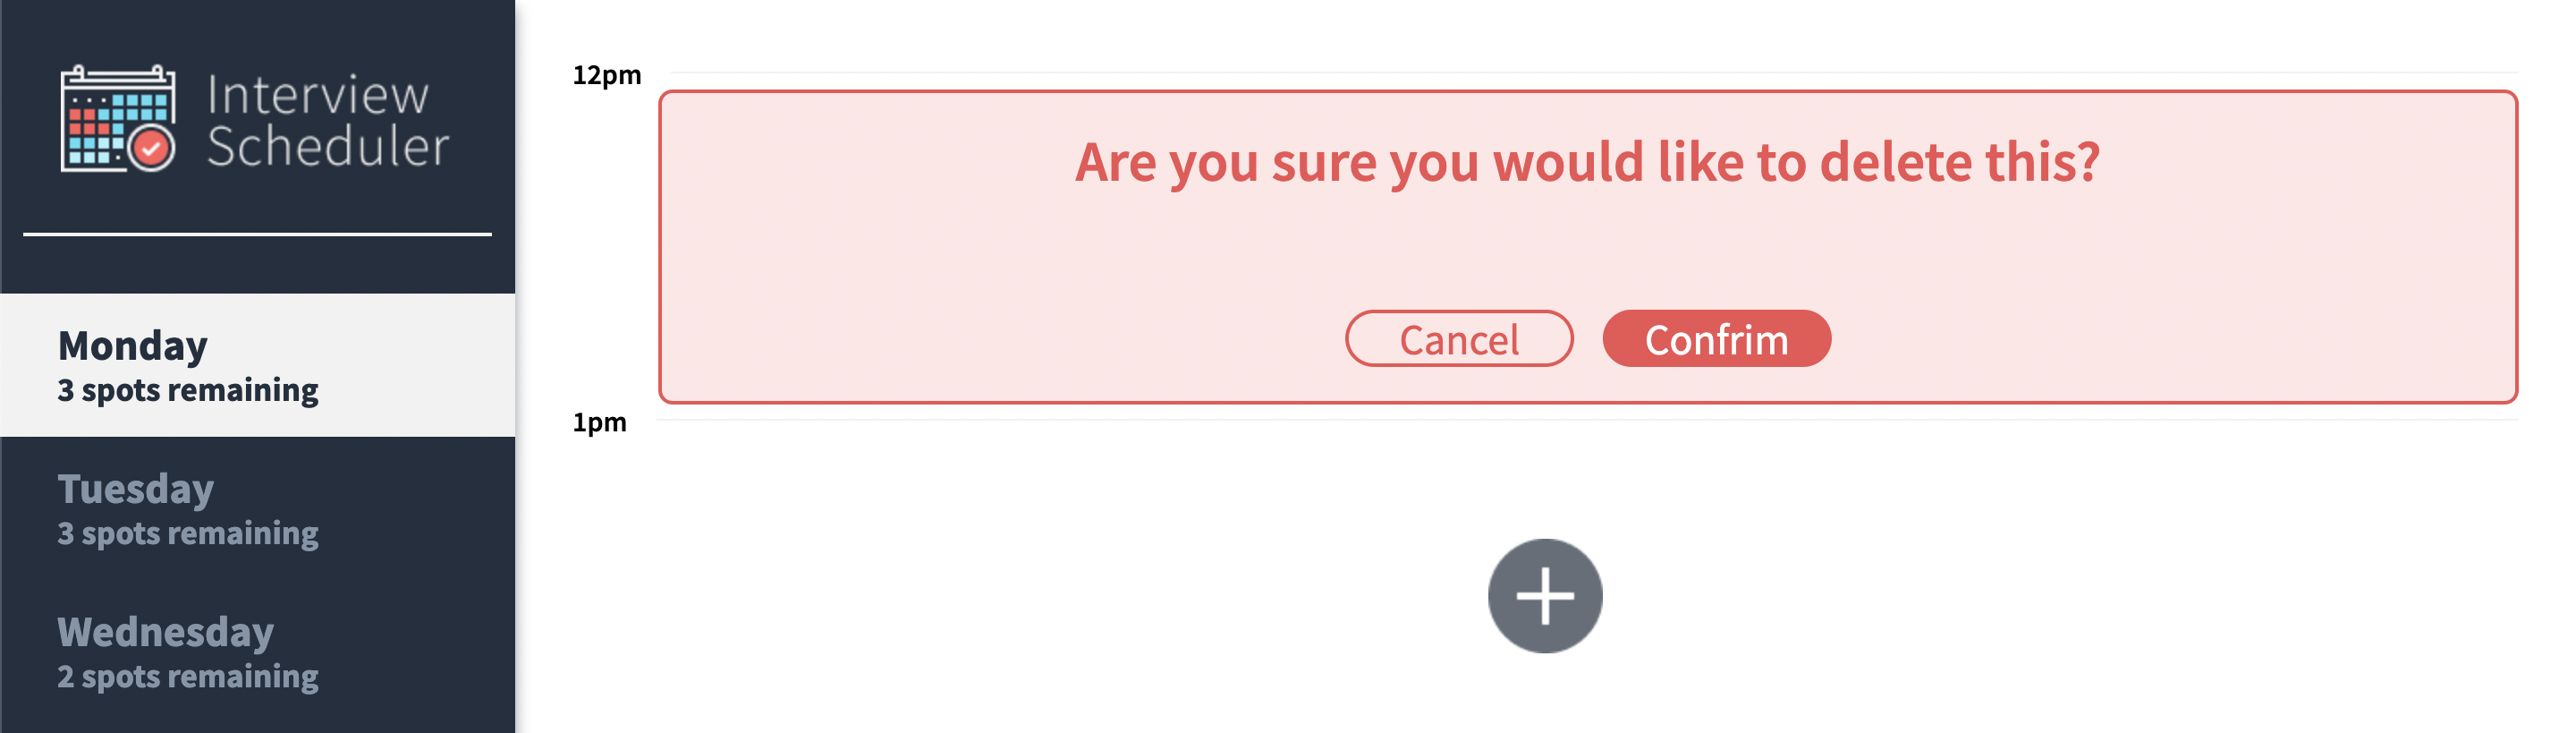 Interview
Scheduler
Monday
3 spots remaining
Tuesday
3 spots remaining
Wednesday
2 spots remaining
12pm
Are you sure you would like to delete this?
Cancel Confrim
1pm